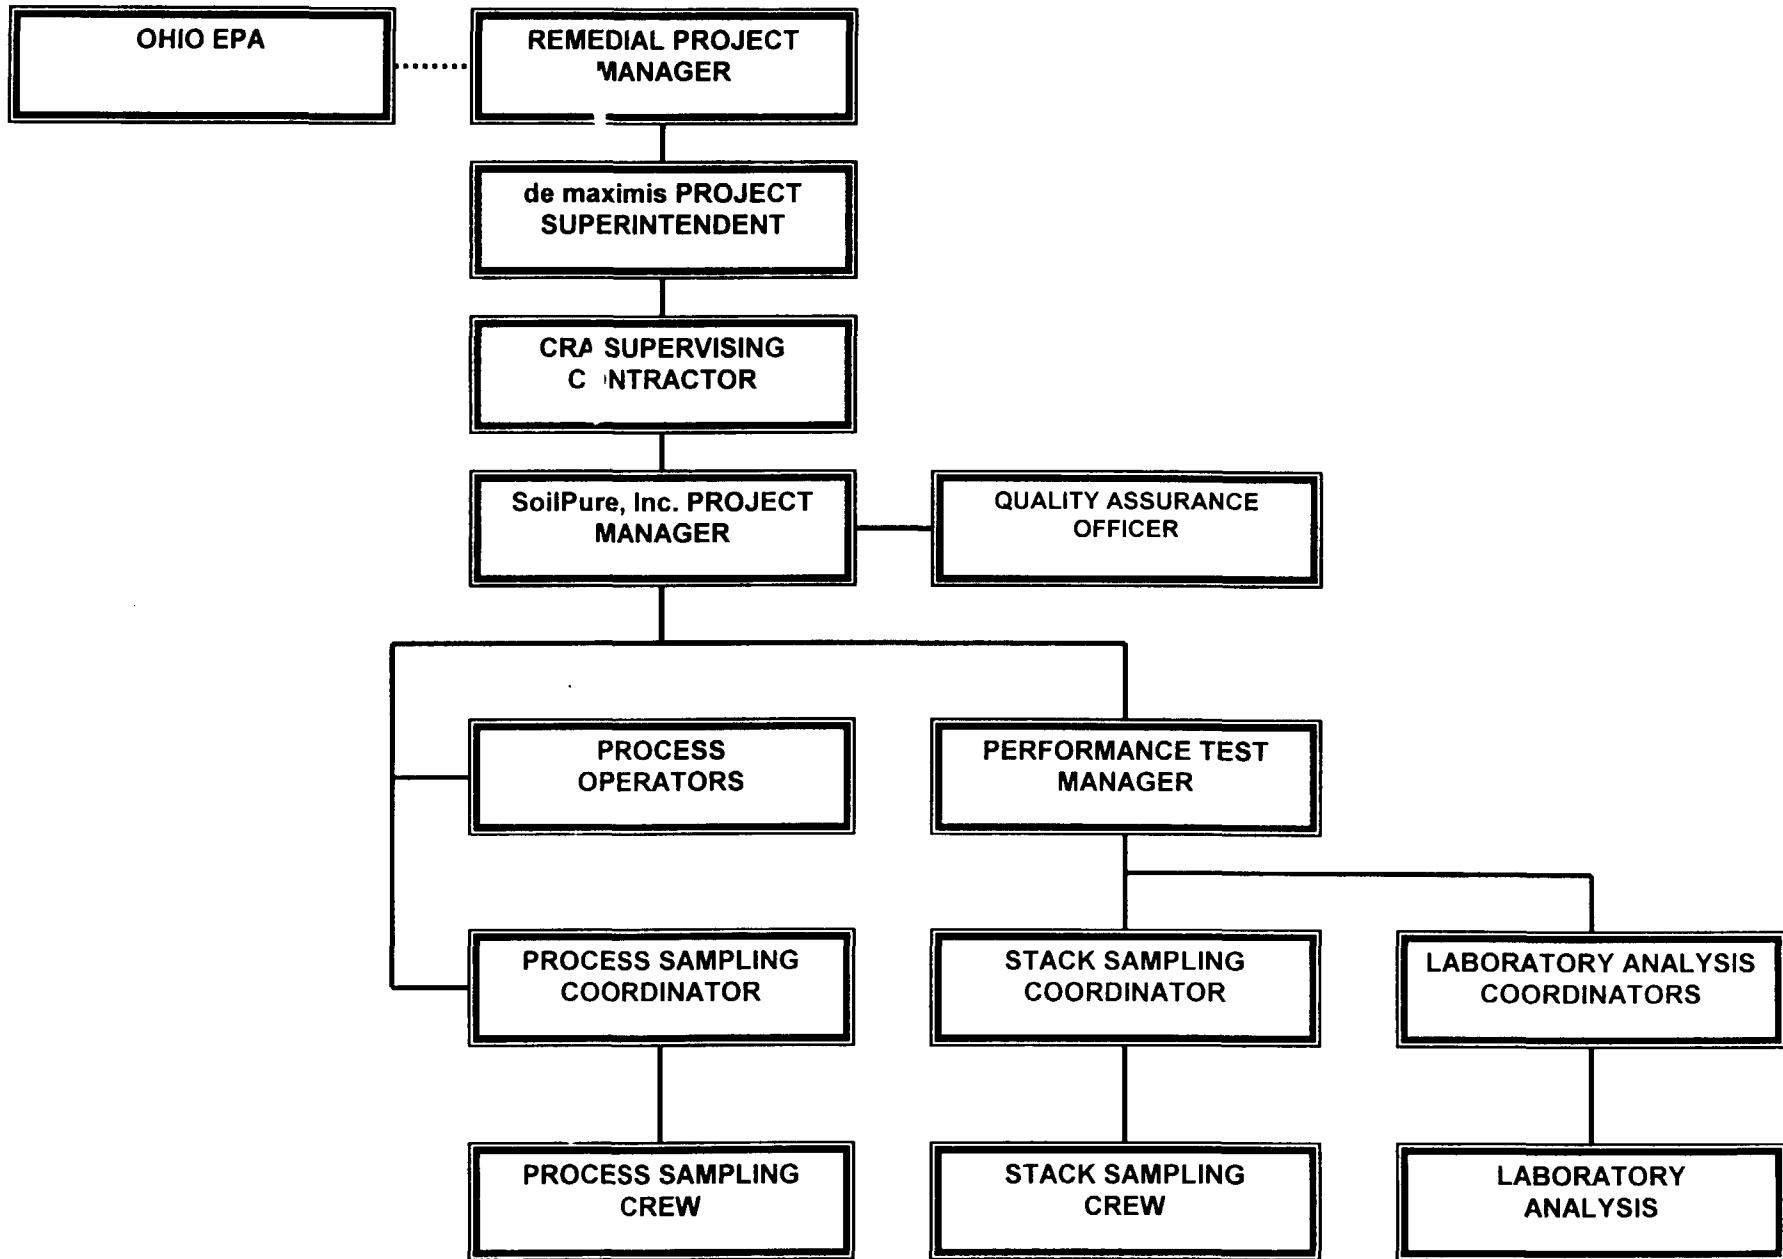 OHIO EPA
REMEDIAL PROJECT
MANAGER
de maximis PROJECT
SUPERINTENDENT
CRA SUPERVISING
CONTRACTOR
SoilPure, Inc. PROJECT
MANAGER
QUALITY ASSURANCE
OFFICER
PROCESS
OPERATORS
PERFORMANCE TEST
MANAGER
PROCESS SAMPLING
COORDINATOR
STACK SAMPLING
COORDINATOR
LABORATORY ANALYSIS
COORDINATORS
PROCESS SAMPLING
CREW
STACK SAMPLING
CREW
LABORATORY
ANALYSIS